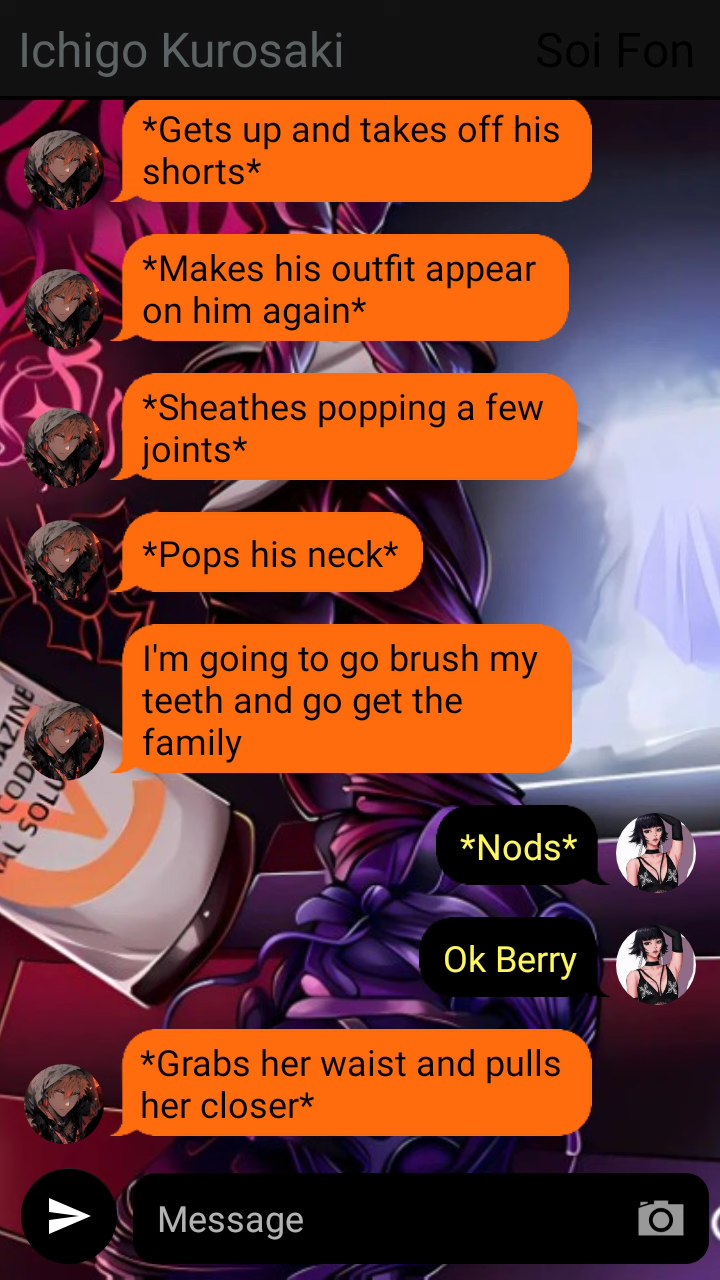 Ichigo Kurosaki
Soi Fon
*Gets up and takes off his
shorts*
*Makes his outfit appear
on him again*
*Sheathes popping a few
joints*
*Pops his neck*
I'm going to go brush my
teeth and go get the
family
*Nods*
Ok Berry
*Grabs her waist and pulls
her closer*
Message